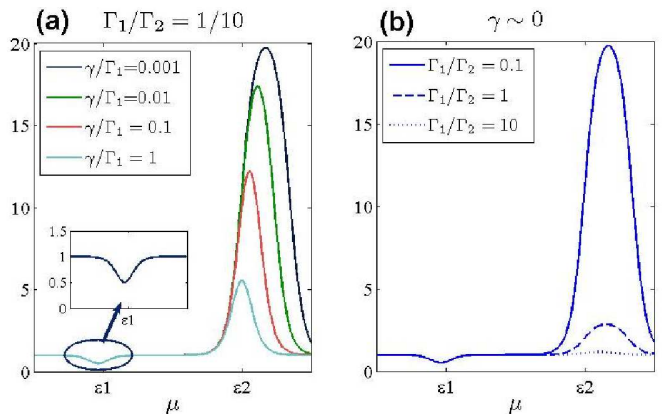 (a) Γ₁/Γ₂ = 1/10
20
15
10
5
0
γ/Γ₁=0.001
γ/Γ₁=0.01
γ/Γ₁ = 0.1
γ/Γ₁ = 1
1.5
1
0.5
0
ε1
ε1 ε2
μ
(b) γ ∼ 0
20
15
10
5
0
Γ₁/Γ₂ = 0.1
Γ₁/Γ₂ = 1
Γ₁/Γ₂ = 10
ε1 ε2
μ